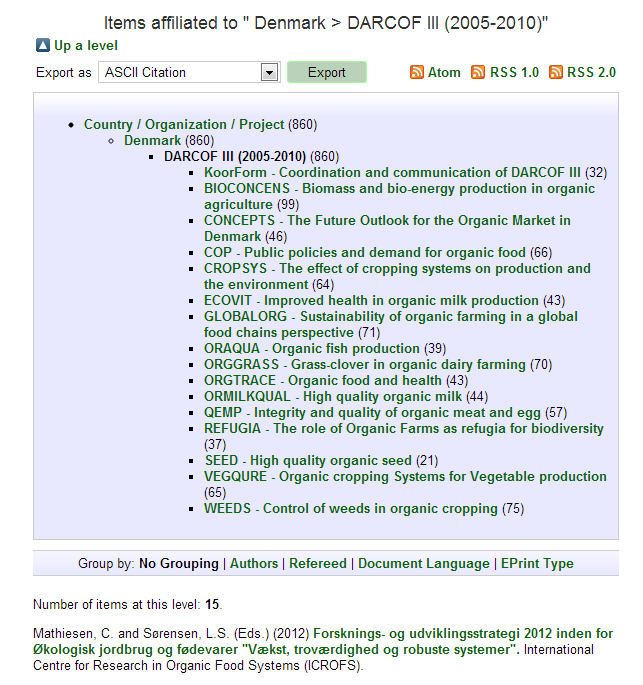 Items affiliated to " Denmark > DARCOF III (2005-2010)"
Up a level
Export as ASCII Citation Export Atom RSS 1.0 RSS 2.0
Country / Organization / Project (860)
Denmark (860)
DARCOF III (2005-2010) (860)
KoorForm - Coordination and communication of DARCOF III (32)
BIOCONCENS - Biomass and bio-energy production in organic
agriculture (99)
CONCEPTS - The Future Outlook for the Organic Market in
Denmark (46)
COP - Public policies and demand for organic food (66)
CROPSYS - The effect of cropping systems on production and
the environment (64)
ECOVIT - Improved health in organic milk production (43)
GLOBALORG - Sustainability of organic farming in a global
food chains perspective (71)
ORAQUA - Organic fish production (39)
ORGGRASS - Grass-clover in organic dairy farming (70)
ORGTRACE - Organic food and health (43)
ORMILKQUAL - High quality organic milk (44)
QEMP - Integrity and quality of organic meat and egg (57)
REFUGIA - The role of Organic Farms as refugia for biodiversity
(37)
SEED - High quality organic seed (21)
VEGQURE - Organic cropping Systems for Vegetable production
(65)
WEEDS - Control of weeds in organic cropping (75)
Group by: No Grouping | Authors | Refereed | Document Language | EPrint Type
Number of items at this level: 15.
Mathiesen, C. and Sørensen, L.S. (Eds.) (2012) Forsknings- og udviklingsstrategi 2012 inden for
Økologisk jordbrug og fødevarer "Vækst, troværdighed og robuste systemer". International
Centre for Research in Organic Food Systems (ICROFS).